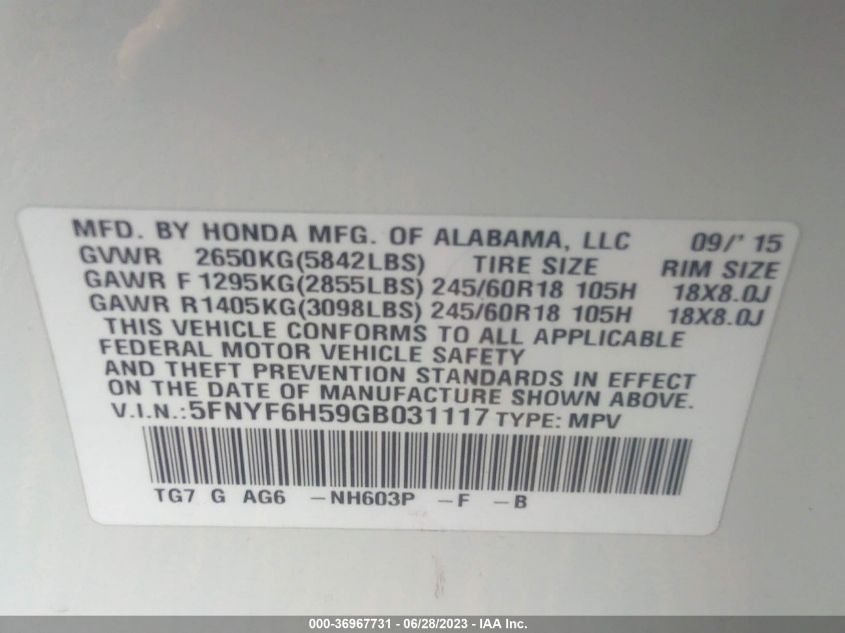 MFD. BY HONDA MFG. OF ALABAMA, LLC 09/' 15
GVWR 2650KG(5842LBS) TIRE SIZE RIM SIZE
GAWR F 1295KG(2855LBS) 245/60R18 105H 18X8.0J
GAWR R1405KG(3098LBS) 245/60R18 105H 18X8.0J
THIS VEHICLE CONFORMS TO ALL APPLICABLE
FEDERAL MOTOR VEHICLE SAFETY
AND THEFT PREVENTION STANDARDS IN EFFECT
ON THE DATE OF MANUFACTURE SHOWN ABOVE.
V.I.N.:5FNYF6H59GB031117 TYPE: MPV
TG7 G AG6 -NH603P -F -B
000-36967731 - 06/28/2023 - IAA Inc.